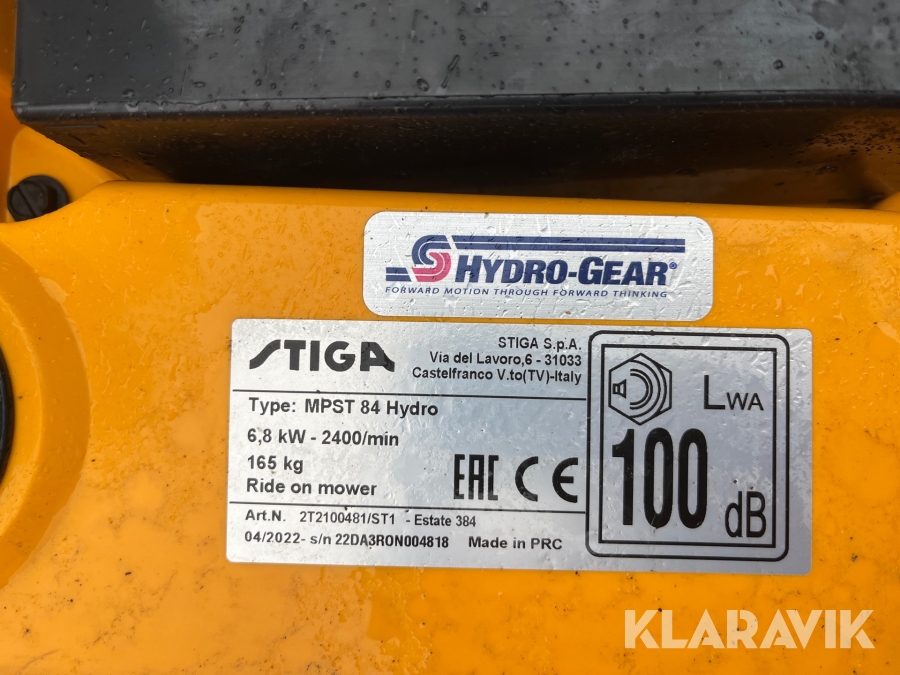 HYDRO-GEAR®
FORWARD MOTION THROUGH FORWARD THINKING
STIGA
STIGA S.p.A.
Via del Lavoro,6 - 31033
Castelfranco V.to(TV)-Italy
Type: MPST 84 Hydro
6,8 kW - 2400/min
165 kg
Ride on mower
EAC CE
LWA
100
dB
Art.N. 2T2100481/ST1 - Estate 384
04/2022- s/n 22DA3RON004818 Made in PRC
KLARAVIK